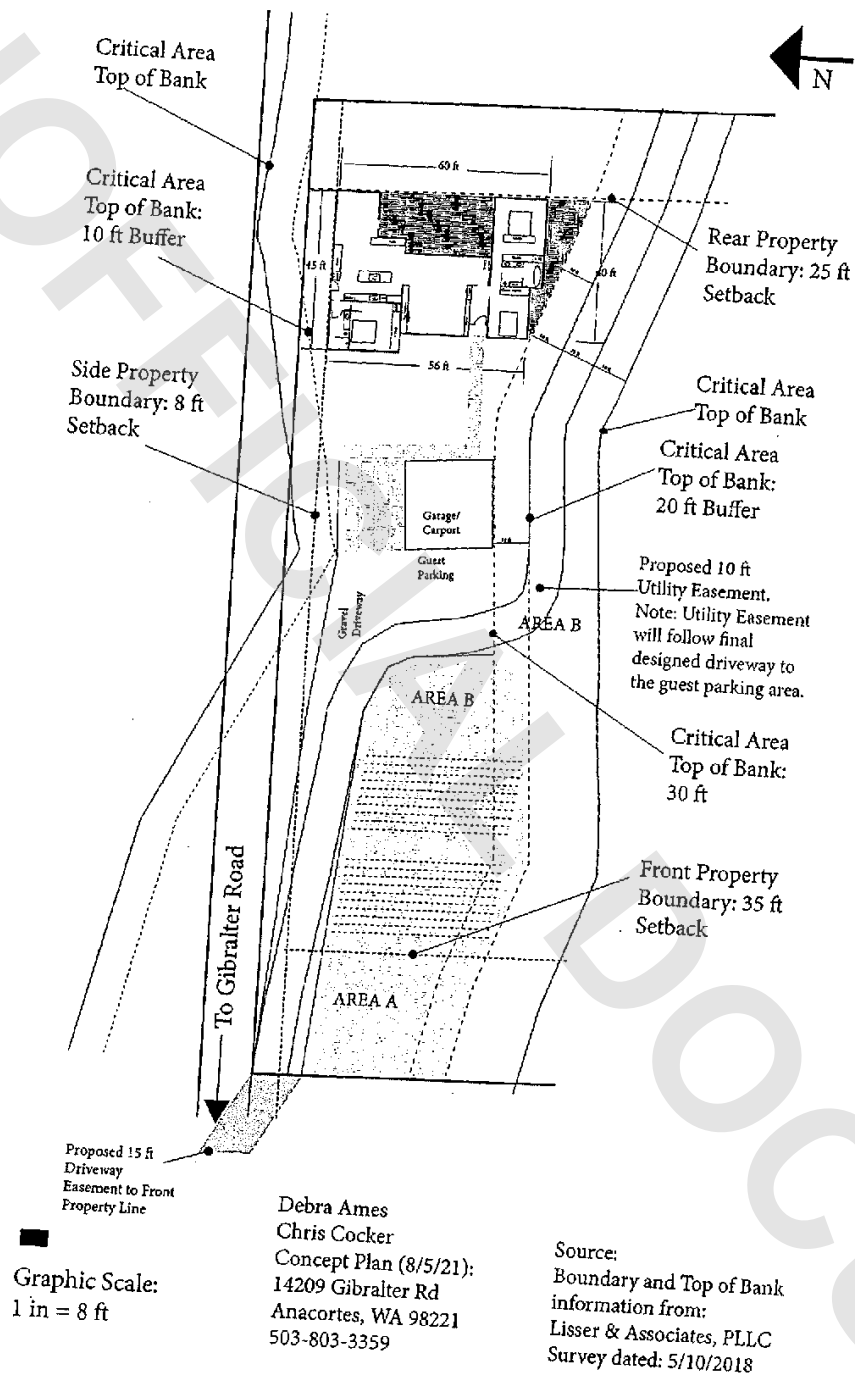 Critical Area
Top of Bank
N
Critical Area
Top of Bank:
10 ft Buffer
60 ft
45 ft
Rear Property
Boundary: 25 ft
Setback
56 ft
Side Property
Boundary: 8 ft
Setback
Critical Area
Top of Bank
Critical Area
Top of Bank:
20 ft Buffer
Garage/
Carport
Guest
Parking
Gravel
Driveway
Proposed 10 ft
Utility Easement.
Note: Utility Easement
will follow final
designed driveway to
the guest parking area.
AREA B
AREA B
Critical Area
Top of Bank:
30 ft
Front Property
Boundary: 35 ft
Setback
To Gibralter Road
AREA A
Proposed 15 ft
Driveway
Easement to Front
Property Line
Graphic Scale:
1 in = 8 ft
Debra Ames
Chris Cocker
Concept Plan (8/5/21):
14209 Gibralter Rd
Anacortes, WA 98221
503-803-3359
Source:
Boundary and Top of Bank
information from:
Lisser & Associates, PLLC
Survey dated: 5/10/2018